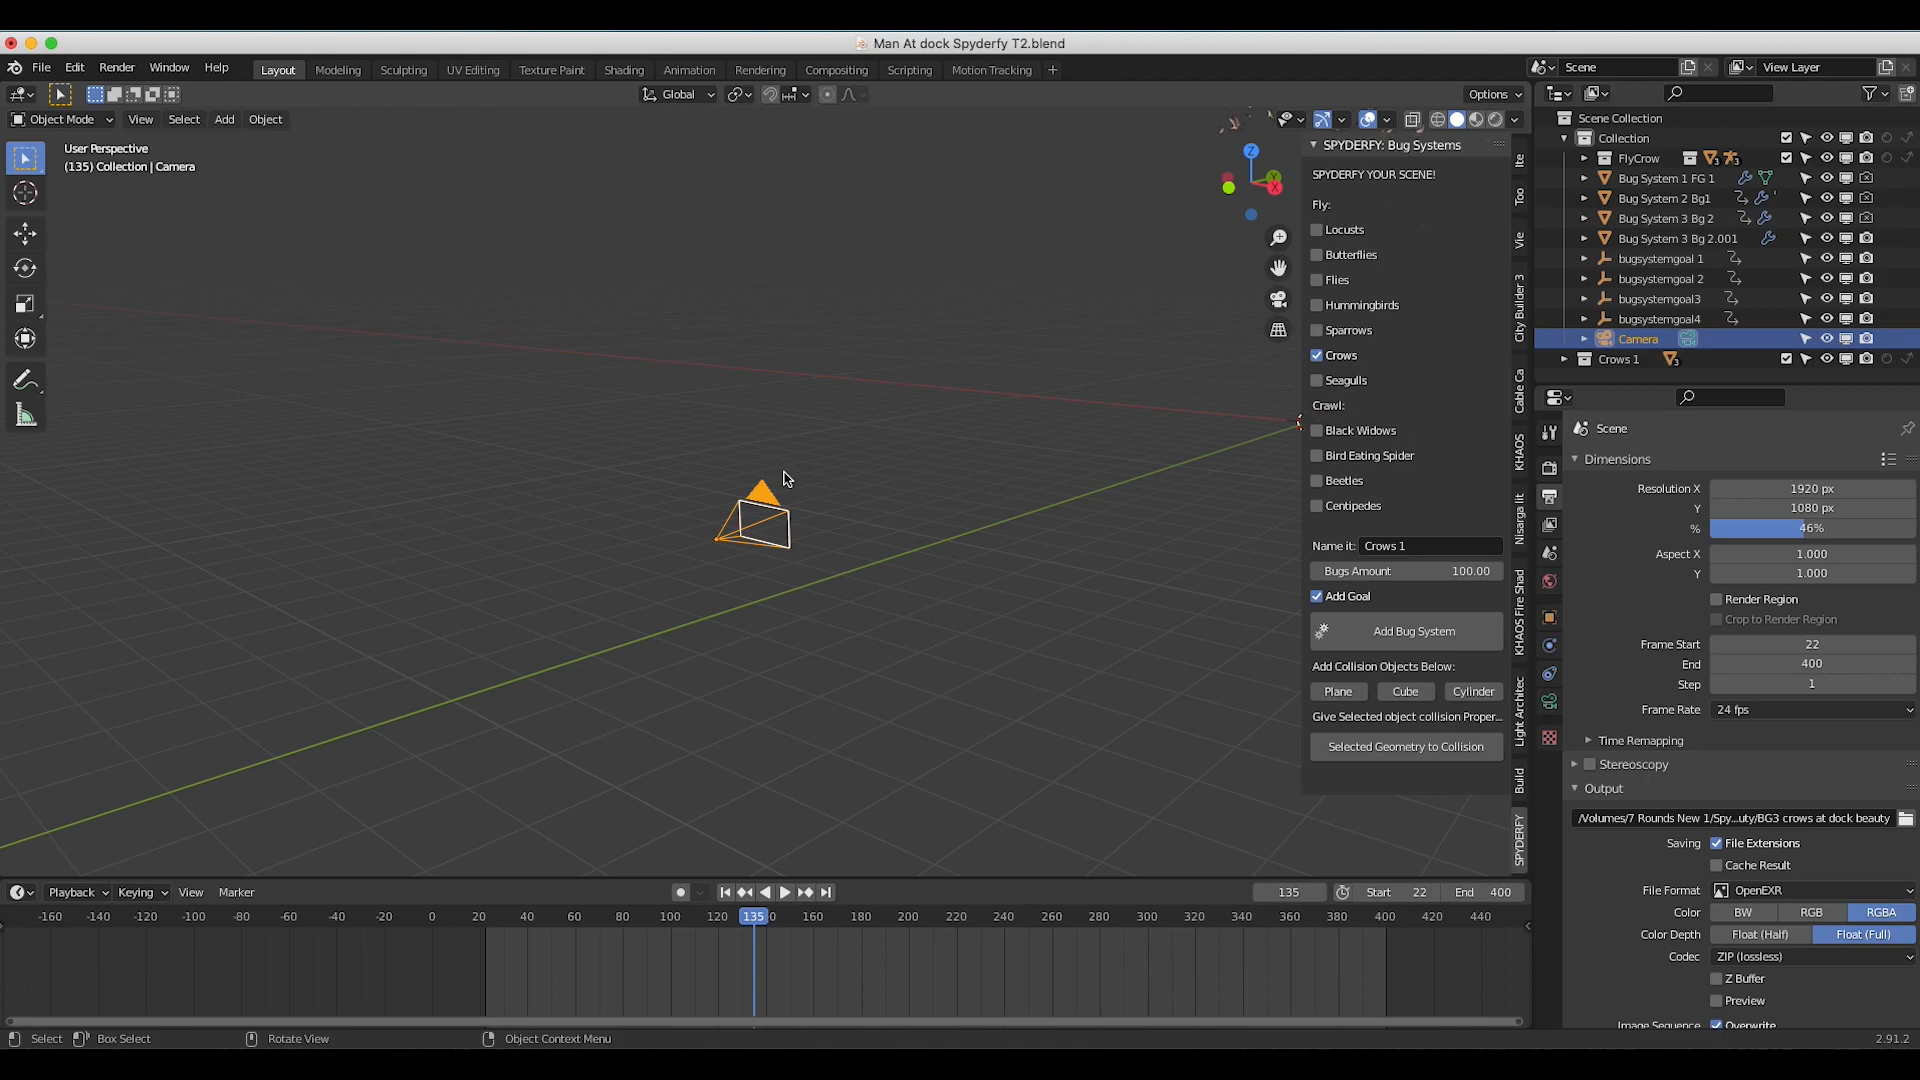 Man At dock Spyderfy T2.blend
File Edit Render Window Help Layout Modeling Sculpting UV Editing Texture Paint Shading Animation Rendering Compositing Scripting Motion Tracking + Scene View Layer
Global Options
Object Mode View Select Add Object
User Perspective
(135) Collection | Camera
Z
Y
X
SPYDERFY: Bug Systems
SPYDERFY YOUR SCENE!
Fly:
Locusts
Butterflies
Flies
Hummingbirds
Sparrows
Crows
Seagulls
Crawl:
Black Widows
Bird Eating Spider
Beetles
Centipedes
Name it: Crows 1
Bugs Amount 100.00
Add Goal
Add Bug System
Add Collision Objects Below:
Plane Cube Cylinder
Give Selected object collision Proper...
Selected Geometry to Collision
Ite
Too
Vie
City Builder 3
Cable Ca
KHAOS
Nisarga lit
KHAOS Fire Shad
Light Architec
Build
SPYDERFY
Scene Collection
Collection
FlyCrow 3 3
Bug System 1 FG 1
Bug System 2 Bg1
Bug System 3 Bg 2
Bug System 3 Bg 2.001
bugsystemgoal 1
bugsystemgoal 2
bugsystemgoal3
bugsystemgoal4
Camera
Crows 1 3
Scene
Dimensions
Resolution X 1920 px
Y 1080 px
% 46%
Aspect X 1.000
Y 1.000
Render Region
Crop to Render Region
Frame Start 22
End 400
Step 1
Frame Rate 24 fps
Time Remapping
Stereoscopy
Output
/Volumes/7 Rounds New 1/Spy...uty/BG3 crows at dock beauty
Saving File Extensions
Cache Result
File Format OpenEXR
Color BW RGB RGBA
Color Depth Float (Half) Float (Full)
Codec ZIP (lossless)
Z Buffer
Preview
Image Sequence Overwrite
Playback Keying View Marker 135 Start 22 End 400
-160 -140 -120 -100 -80 -60 -40 -20 0 20 40 60 80 100 120 135 0 160 180 200 220 240 260 280 300 320 340 360 380 400 420 440
Select Box Select Rotate View Object Context Menu 2.91.2